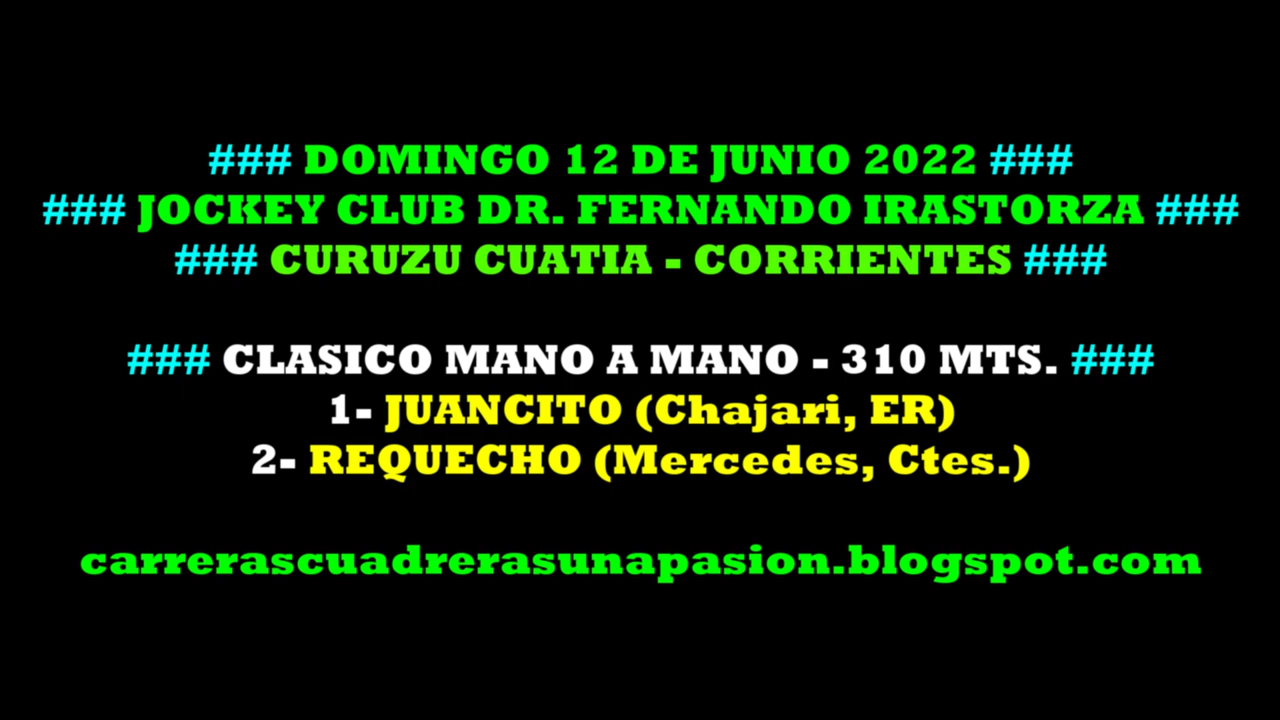 ### DOMINGO 12 DE JUNIO 2022 ###
### JOCKEY CLUB DR. FERNANDO IRASTORZA ###
### CURUZU CUATIA - CORRIENTES ###
### CLASICO MANO A MANO - 310 MTS. ###
1- JUANCITO (Chajari, ER)
2- REQUECHO (Mercedes, Ctes.)
carrerascuadrerasunapasion.blogspot.com